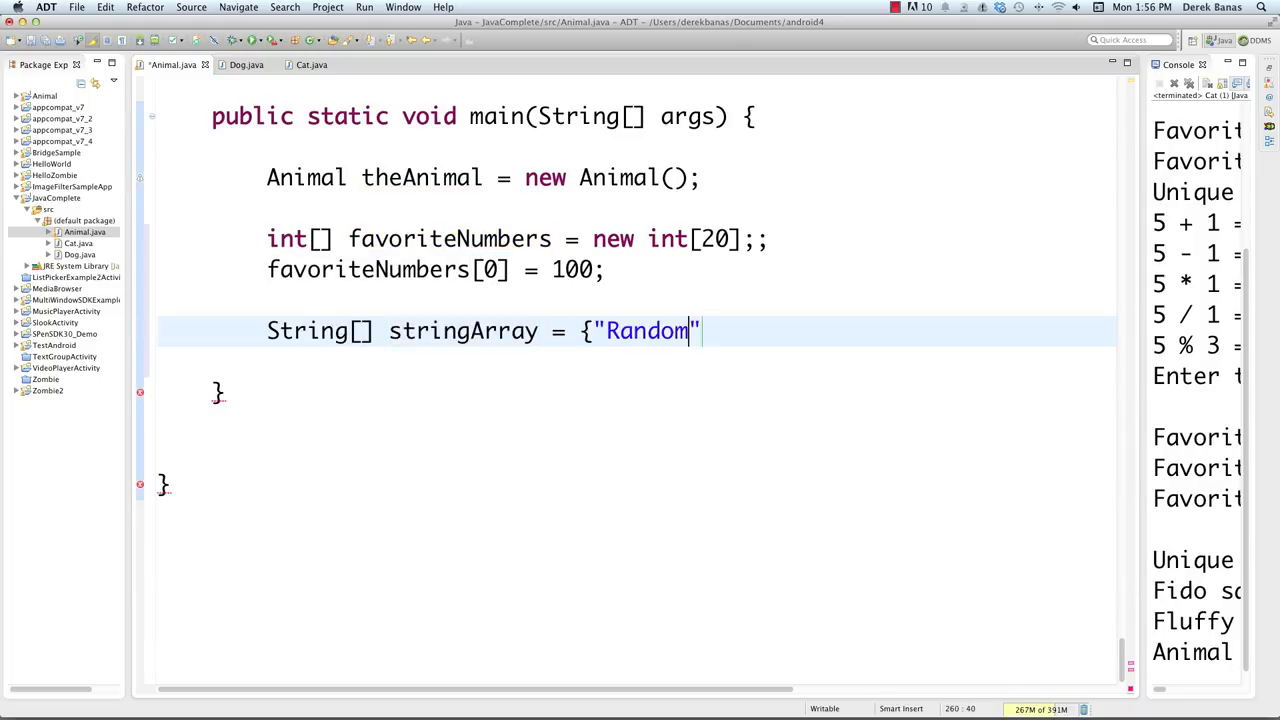 ADT File Edit Refactor Source Navigate Search Project Run Window Help
10 Mon 1:56 PM Derek Banas
Java - JavaComplete/src/Animal.java - ADT - /Users/derekbanas/Documents/android4
Quick Access
Java
DDMS
Package Exp
*Animal.java
Dog.java
Cat.java
Console
Animal
appcompat_v7
appcompat_v7_2
appcompat_v7_3
appcompat_v7_4
BridgeSample
HelloWorld
HelloZombie
ImageFilterSampleApp
JavaComplete
src
(default package)
Animal.java
Cat.java
Dog.java
JRE System Library [Ja
ListPickerExample2Activi
MediaBrowser
MultiWindowSDKExample
MusicPlayerActivity
SlookActivity
SPenSDK30_Demo
TestAndroid
TextGroupActivity
VideoPlayerActivity
Zombie
Zombie2
public static void main(String[] args) {
Animal theAnimal = new Animal();
int[] favoriteNumbers = new int[20];;
favoriteNumbers[0] = 100;
String[] stringArray = {"Random"
}
}
<terminated> Cat (1) [Java
Favorit
Favorit
Unique
5 + 1 =
5 - 1 =
5 * 1 =
5 / 1 =
5 % 3 =
Enter t
Favorit
Favorit
Favorit
Unique
Fido sa
Fluffy
Animal
Writable
Smart Insert
260 : 40
267M of 391M